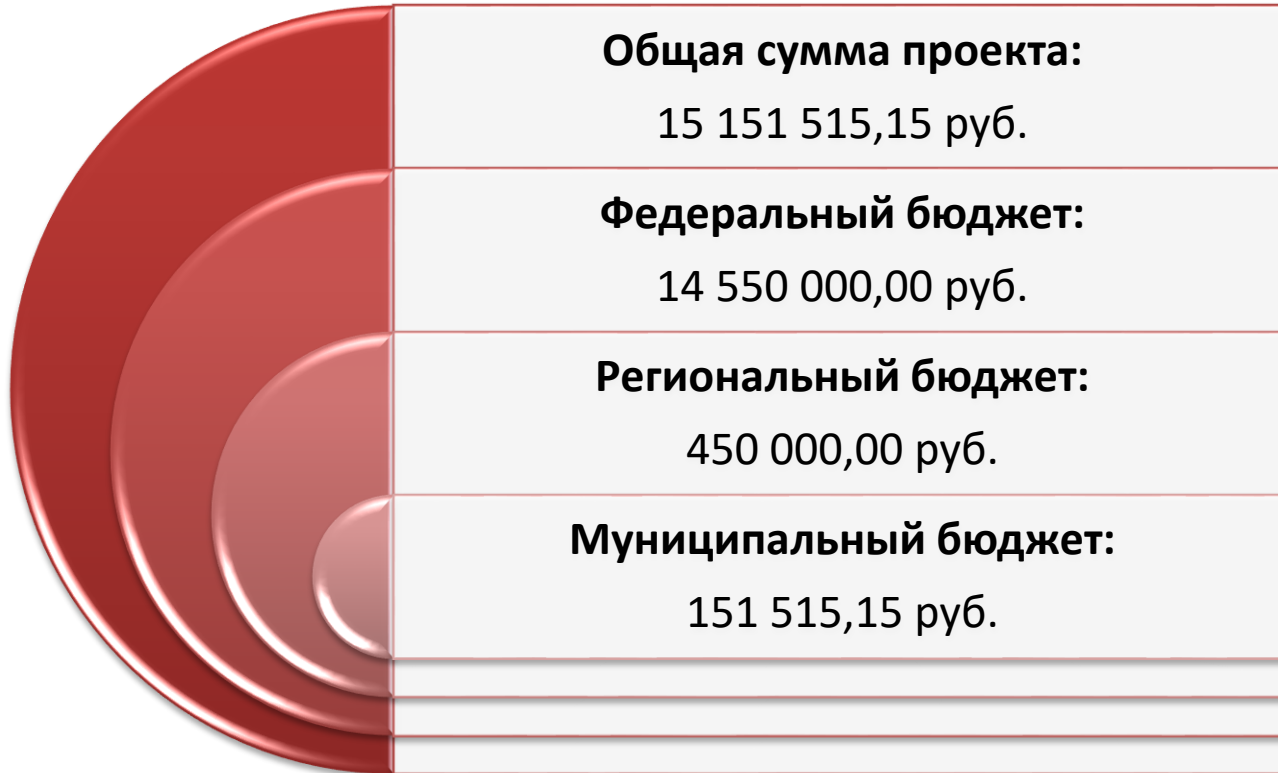 Общая сумма проекта:
15 151 515,15 руб.
Федеральный бюджет:
14 550 000,00 руб.
Региональный бюджет:
450 000,00 руб.
Муниципальный бюджет:
151 515,15 руб.